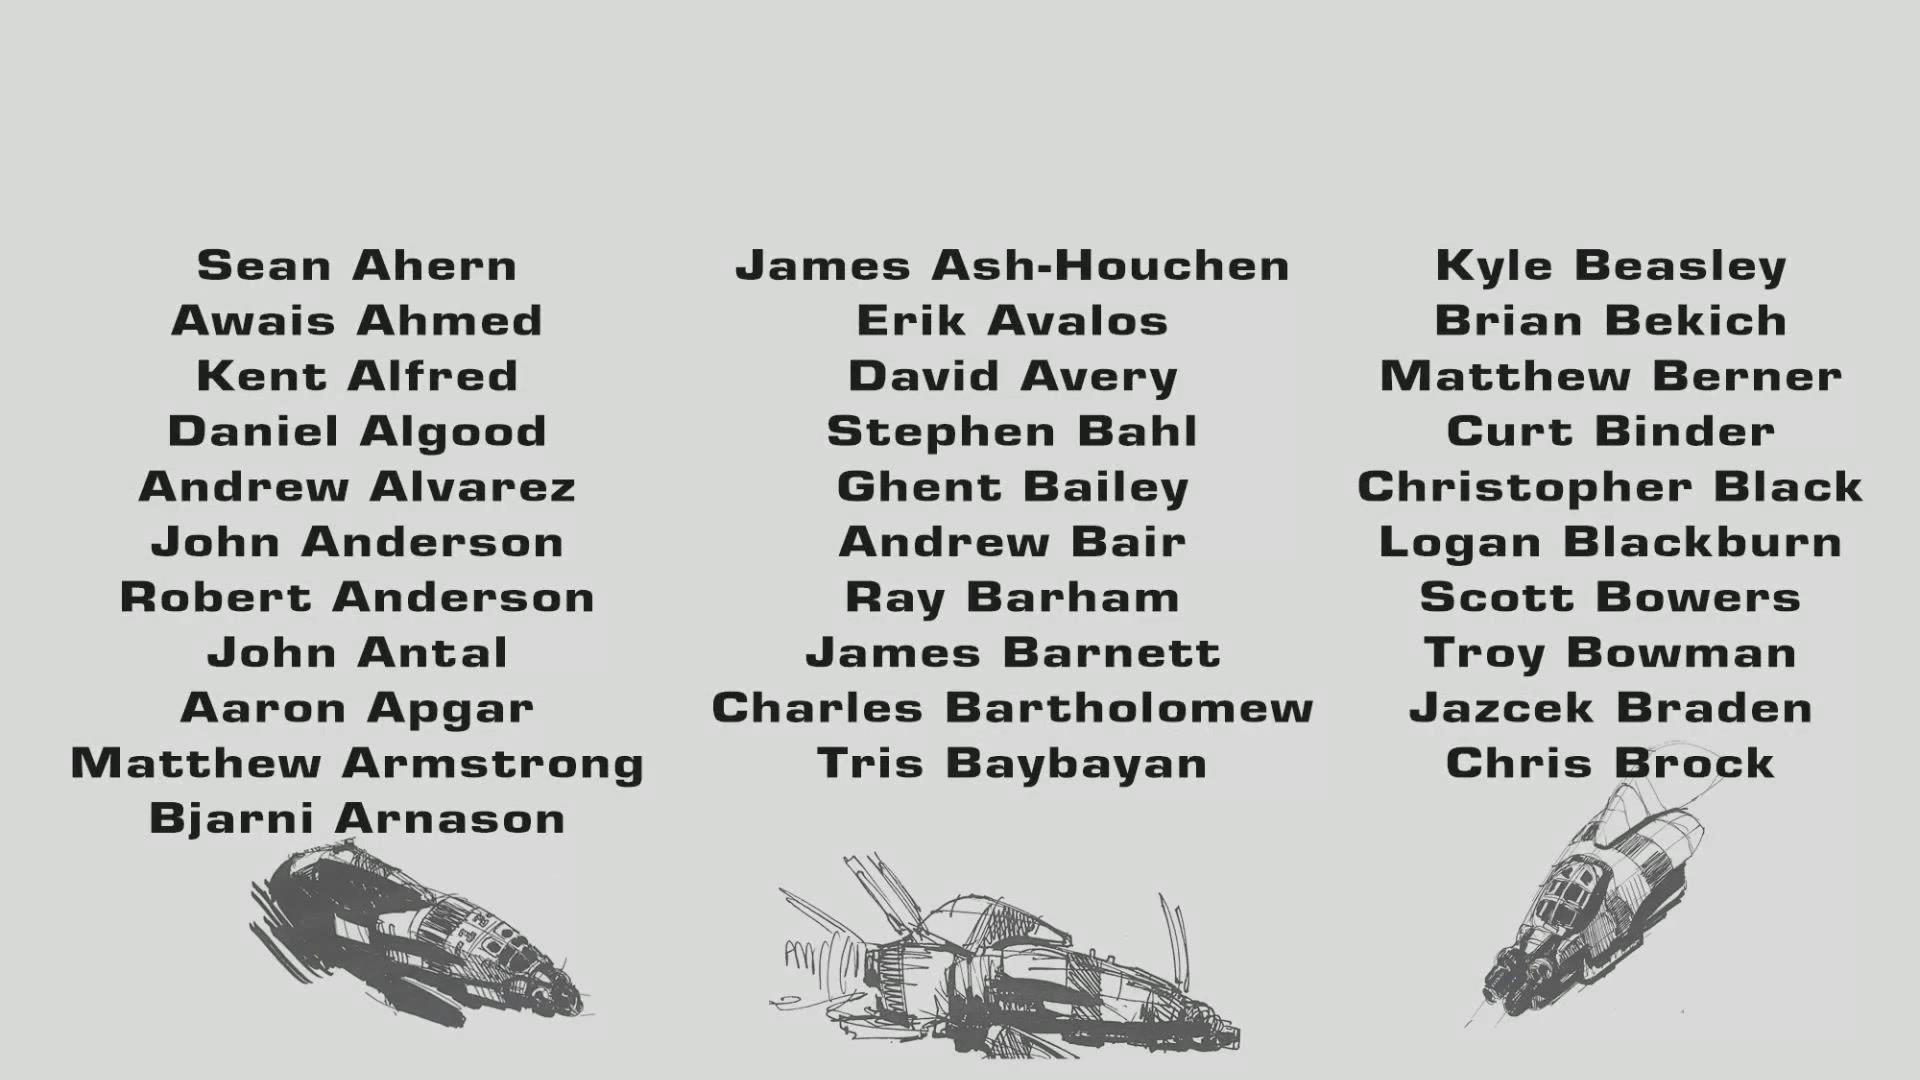 Sean Ahern
Awais Ahmed
Kent Alfred
Daniel Algood
Andrew Alvarez
John Anderson
Robert Anderson
John Antal
Aaron Apgar
Matthew Armstrong
Bjarni Arnason
James Ash-Houchen
Erik Avalos
David Avery
Stephen Bahl
Ghent Bailey
Andrew Bair
Ray Barham
James Barnett
Charles Bartholomew
Tris Baybayan
Kyle Beasley
Brian Bekich
Matthew Berner
Curt Binder
Christopher Black
Logan Blackburn
Scott Bowers
Troy Bowman
Jazcek Braden
Chris Brock